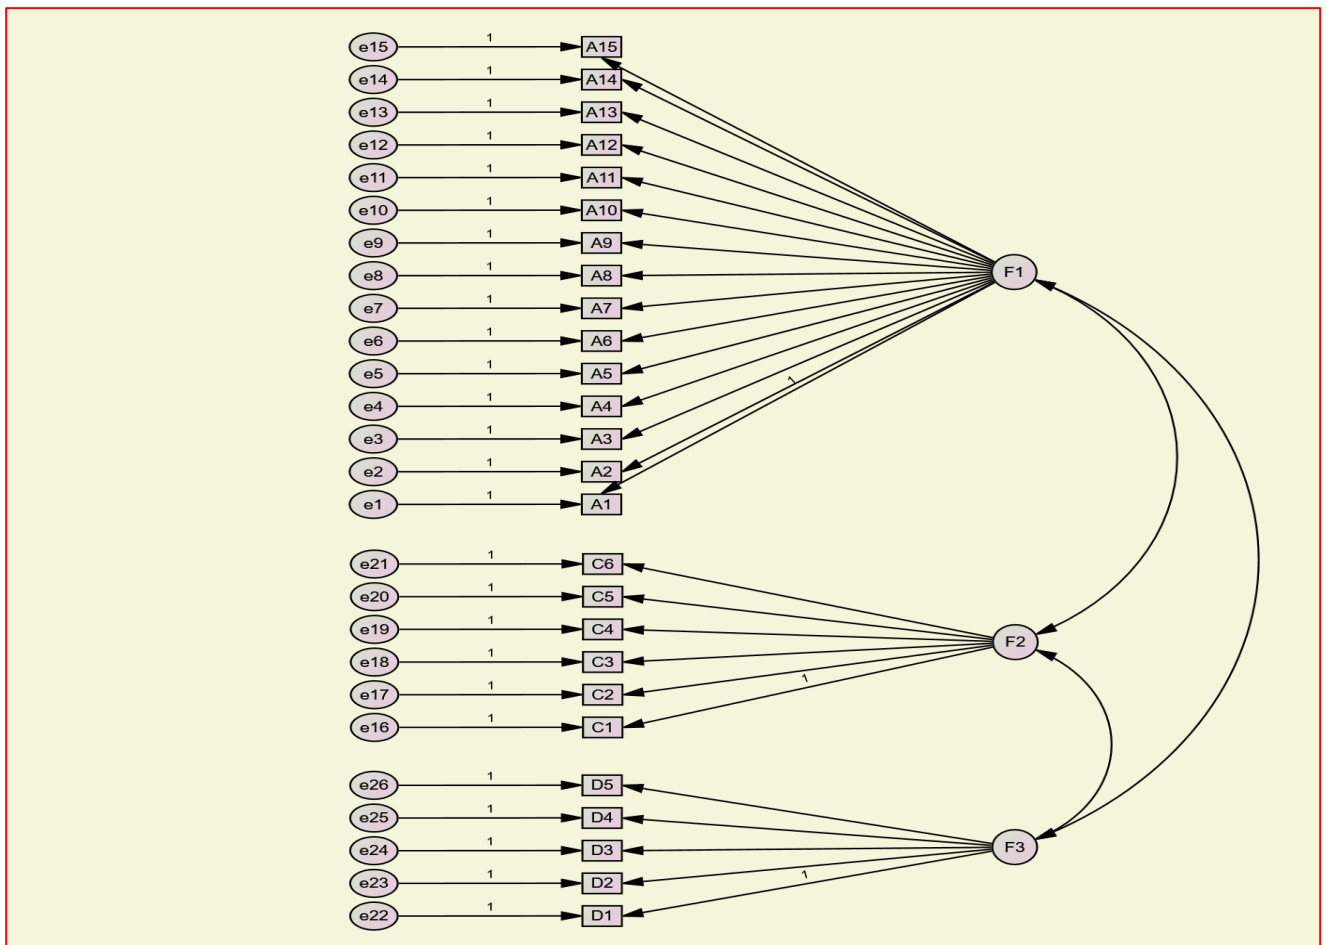 e15 1 A15
e14 1 A14
e13 1 A13
e12 1 A12
e11 1 A11
e10 1 A10
e9 1 A9
F1
e8 1 A8
e7 1 A7
e6 1 A6
e5 1 A5
1
e4 1 A4
e3 1 A3
e2 1 A2
e1 1 A1
e21 1 C6
e20 1 C5
e19 1 C4
F2
e18 1 C3
1
e17 1 C2
e16 1 C1
e26 1 D5
e25 1 D4
e24 1 D3
F3
1
e23 1 D2
e22 1 D1